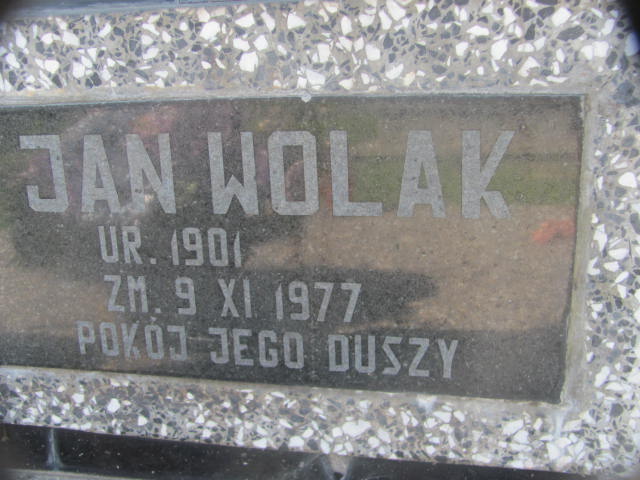 JAN WOLAK
UR. 1901
ZM. 9 XI 1977
POKÓJ JEGO DUSZY